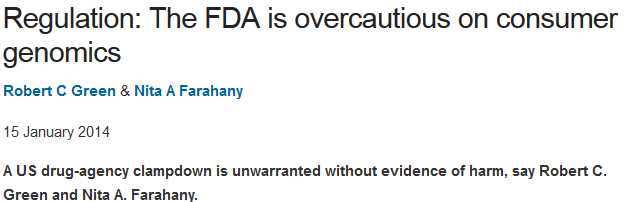 Regulation: The FDA is overcautious on consumer
genomics
Robert C Green & Nita A Farahany
15 January 2014
A US drug-agency clampdown is unwarranted without evidence of harm, say Robert C.
Green and Nita A. Farahany.